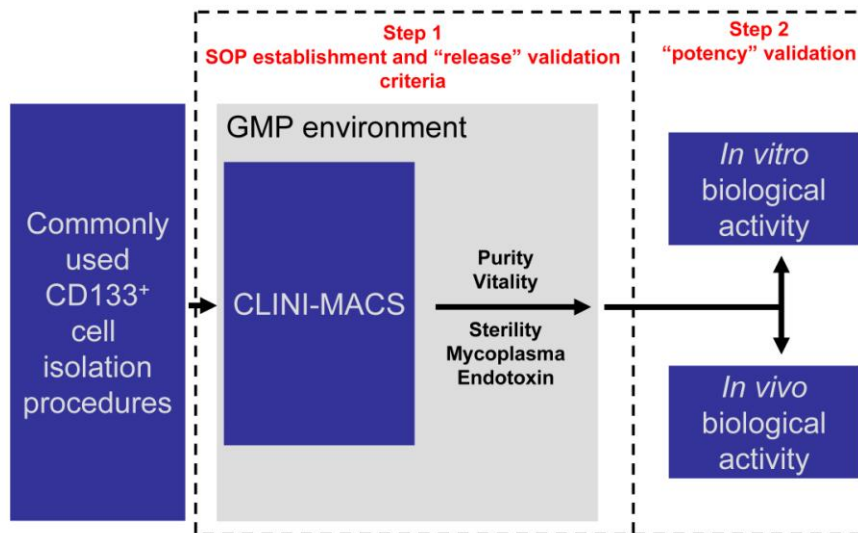 Step 1
SOP establishment and “release” validation
criteria
Step 2
“potency” validation
Commonly
used
CD133⁺
cell
isolation
procedures
GMP environment
CLINI-MACS
Purity
Vitality
Sterility
Mycoplasma
Endotoxin
In vitro
biological
activity
In vivo
biological
activity